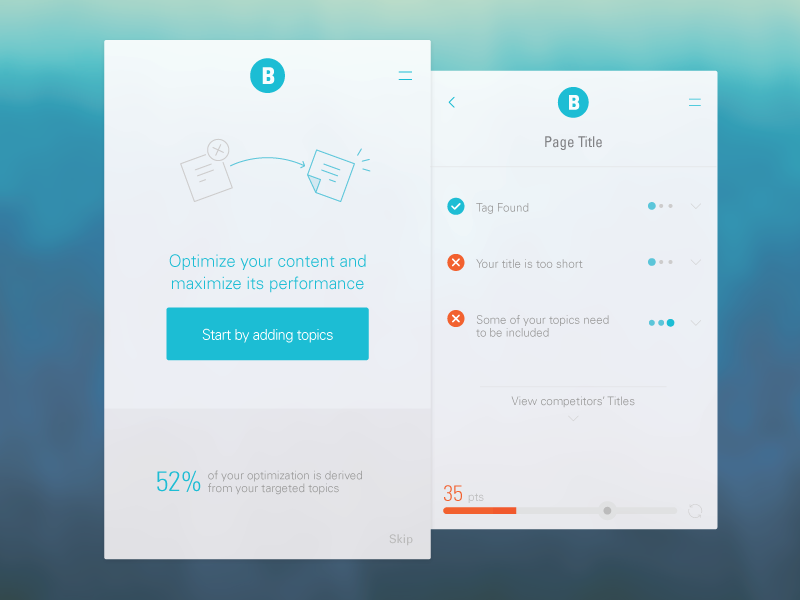 B
Optimize your content and
maximize its performance
Start by adding topics
52%
of your optimization is derived
from your targeted topics
Skip
B
Page Title
Tag Found
Your title is too short
Some of your topics need
to be included
View competitors' Titles
35 pts